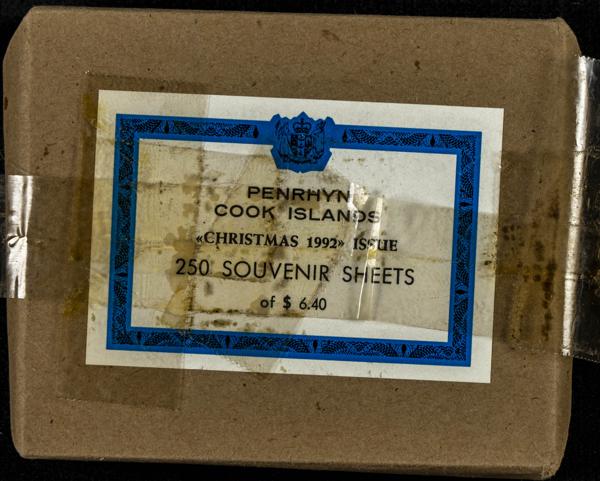 PENRHYN
COOK ISLANDS
«CHRISTMAS 1992» ISSUE
250 SOUVENIR SHEETS
of $ 6.40